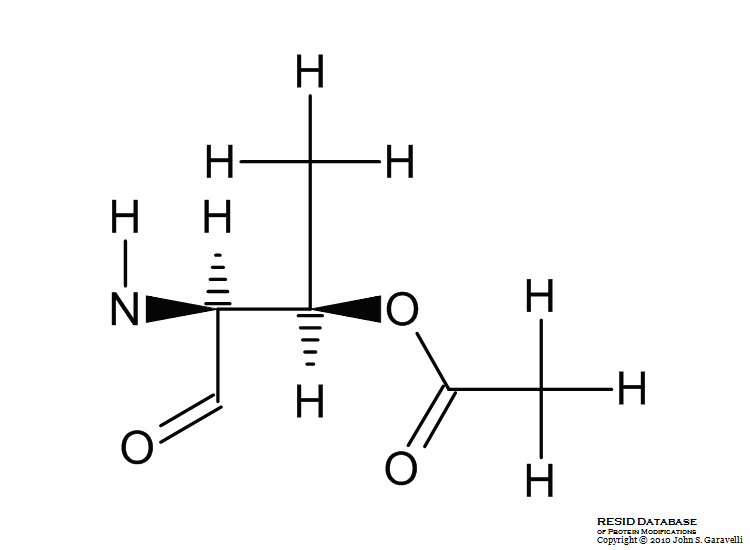 H
H H
H H
H
N O
H
H
H
O
O
H
RESID DATABASE
OF PROTEIN MODIFICATIONS
Copyright © 2010 John S. Garavelli